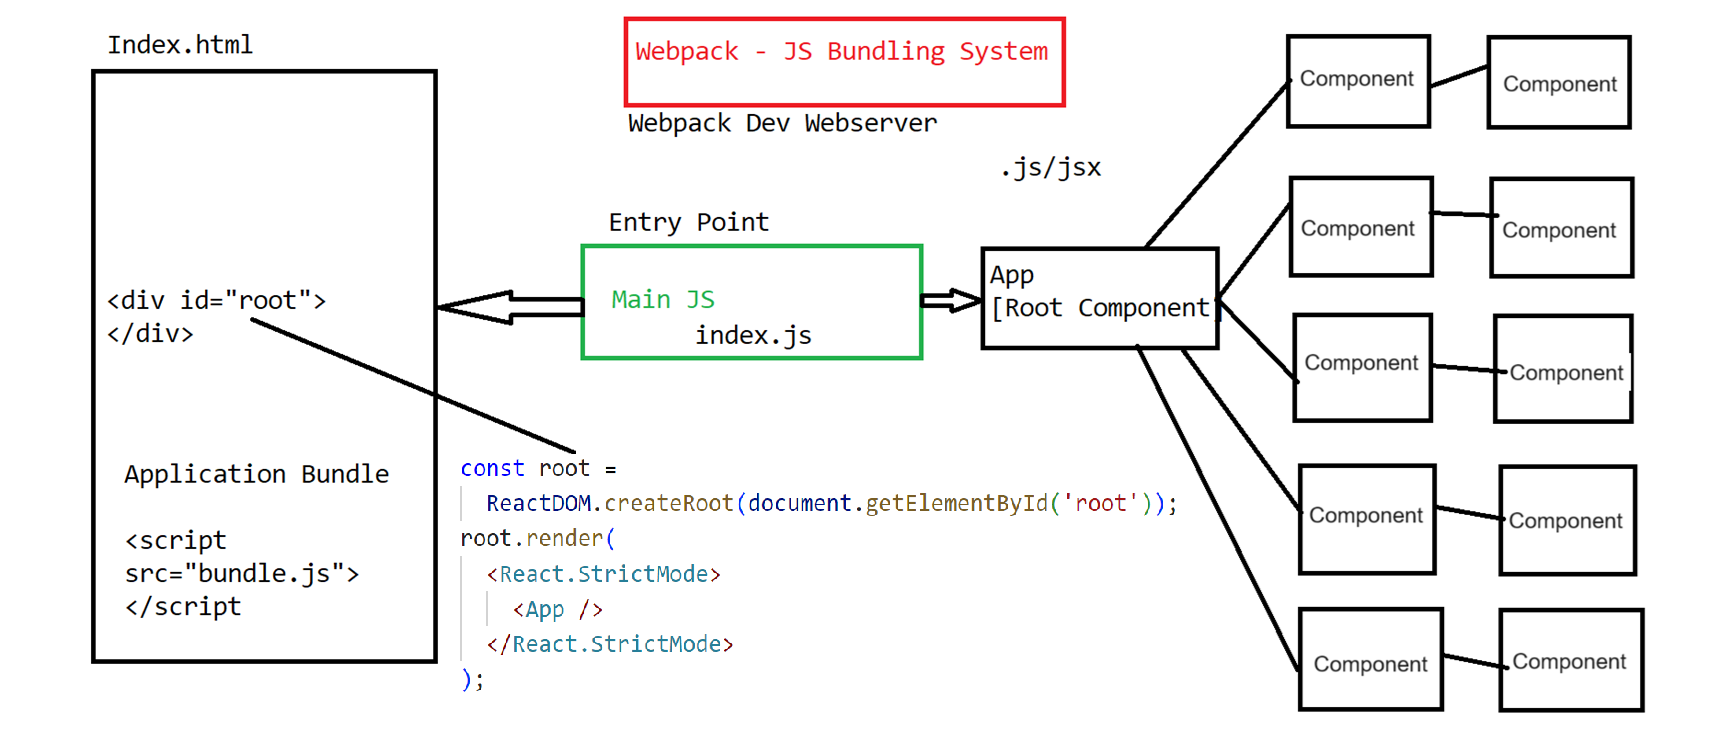 Index.html
<div id="root">
</div>
Application Bundle
<script
src="bundle.js">
</script
Webpack - JS Bundling System
Webpack Dev Webserver
.js/jsx
Entry Point
Main JS
index.js
App
[Root Component]
const root =
ReactDOM.createRoot(document.getElementById('root'));
root.render(
<React.StrictMode>
<App />
</React.StrictMode>
);
Component
Component
Component
Component
Component
Component
Component
Component
Component
Component